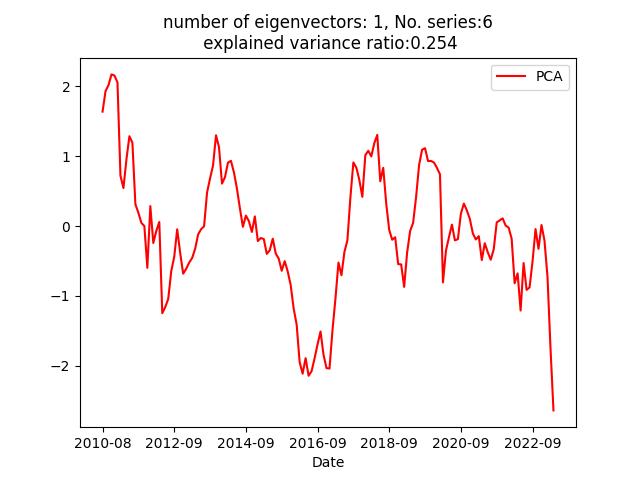 number of eigenvectors: 1, No. series:6
explained variance ratio:0.254
PCA
2
1
0
−1
−2
2010-08 2012-09 2014-09 2016-09 2018-09 2020-09 2022-09
Date